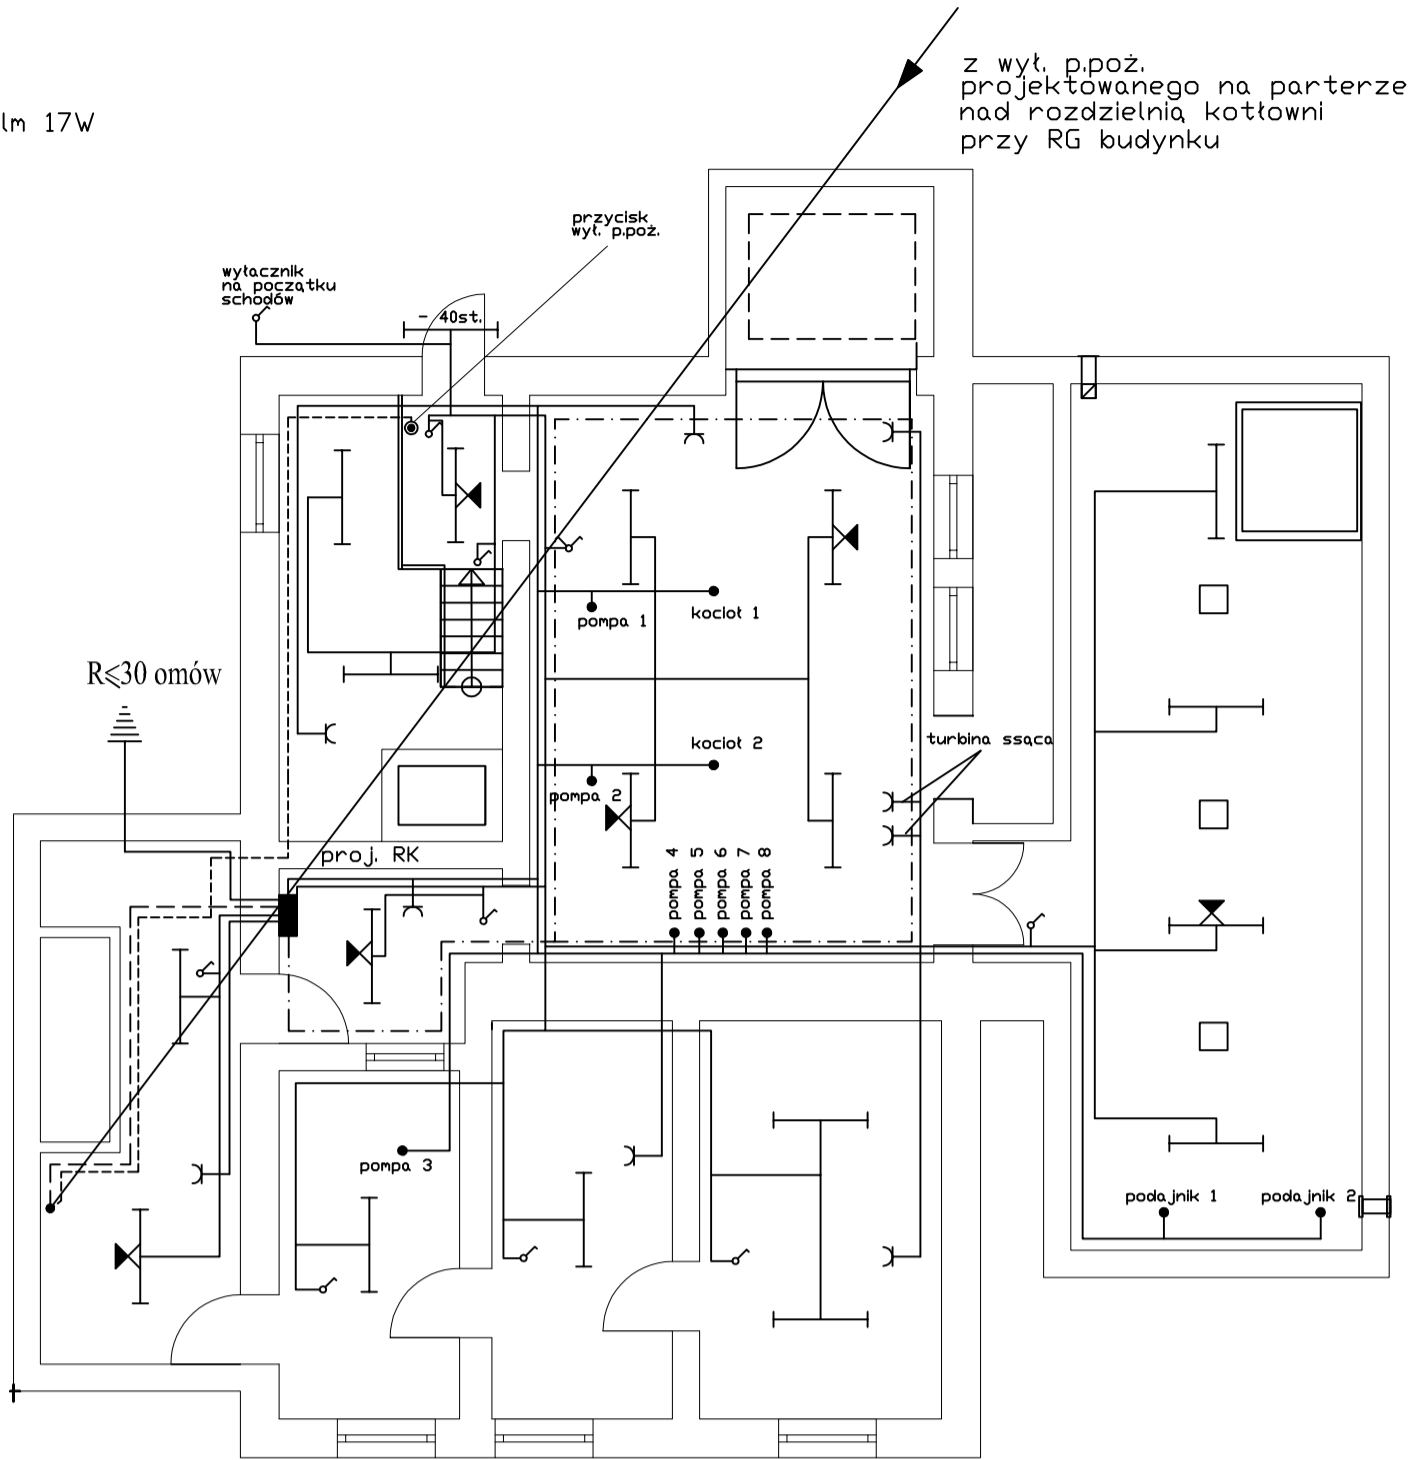 z wył. p.poż.
projektowanego na parterze
nad rozdzielnią kotłowni
przy RG budynku
lm 17W
przycisk
wył. p.poż.
wyłacznik
na początku
schodów
- 40st.
pompa 1
kocioł 1
R⩽30 omów
kocioł 2
turbina ssąca
pompa 2
proj. RK
pompa 4
pompa 5
pompa 6
pompa 7
pompa 8
pompa 3
podajnik 1
podajnik 2